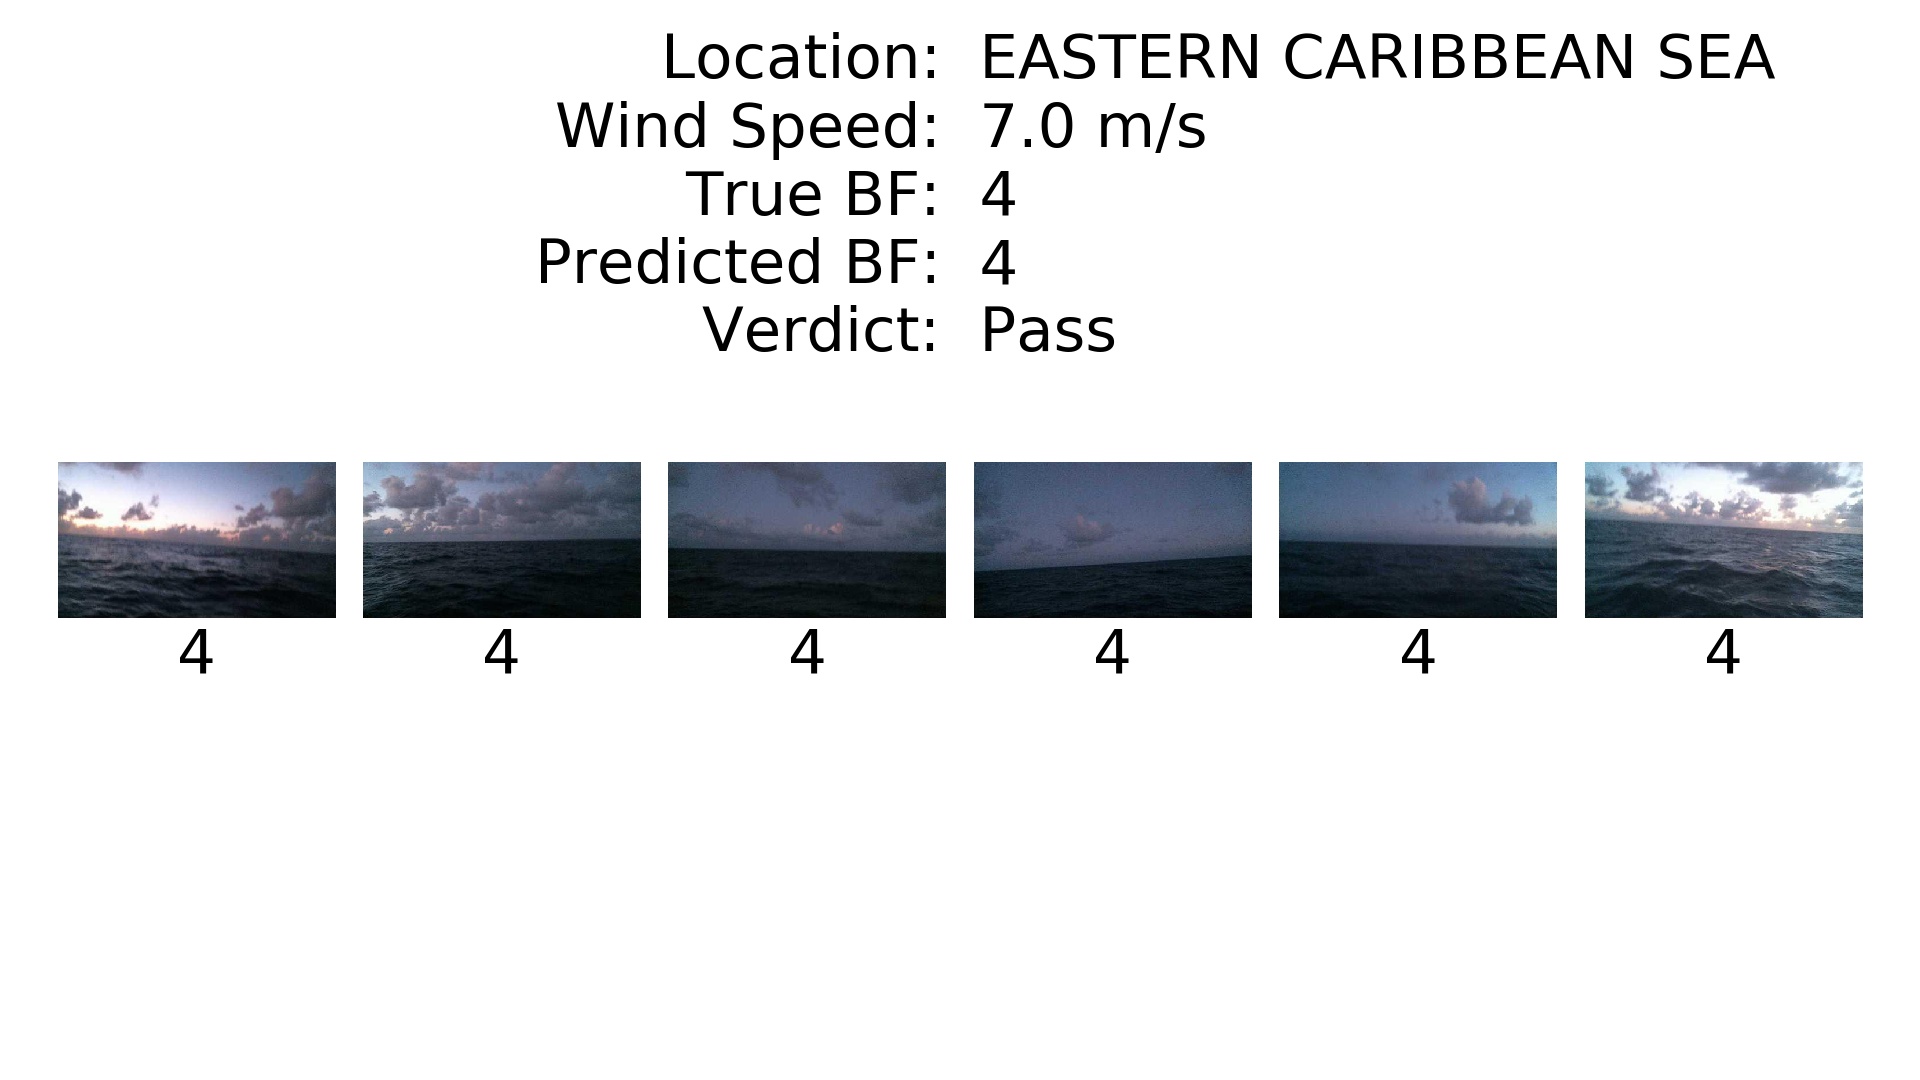 Location: EASTERN CARIBBEAN SEA
Wind Speed: 7.0 m/s
True BF: 4
Predicted BF: 4
Verdict: Pass
4 4 4 4 4 4